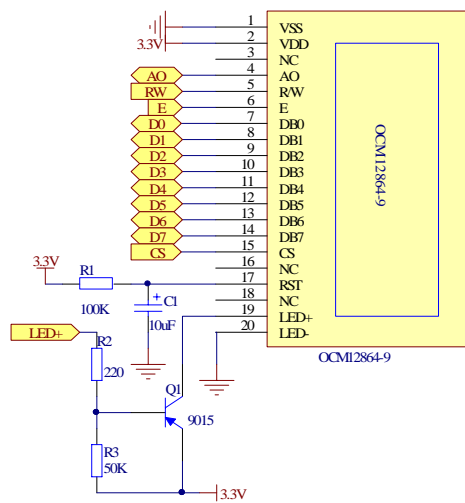 1 VSS
3.3V 2 VDD
3 NC
AO 4 AO
RW 5 R/W
E 6 E
D0 7 DB0
D1 8 DB1
D2 9 DB2
D3 10 DB3
D4 11 DB4
D5 12 DB5
D6 13 DB6
D7 14 DB7
CS 15 CS
16 NC
3.3V R1 17 RST
100K
18 NC
C1
+
10uF
19 LED+
LED+ 20 LED-
OCM12864-9
OCM12864-9
R2
220
Q1
9015
R3
50K
3.3V